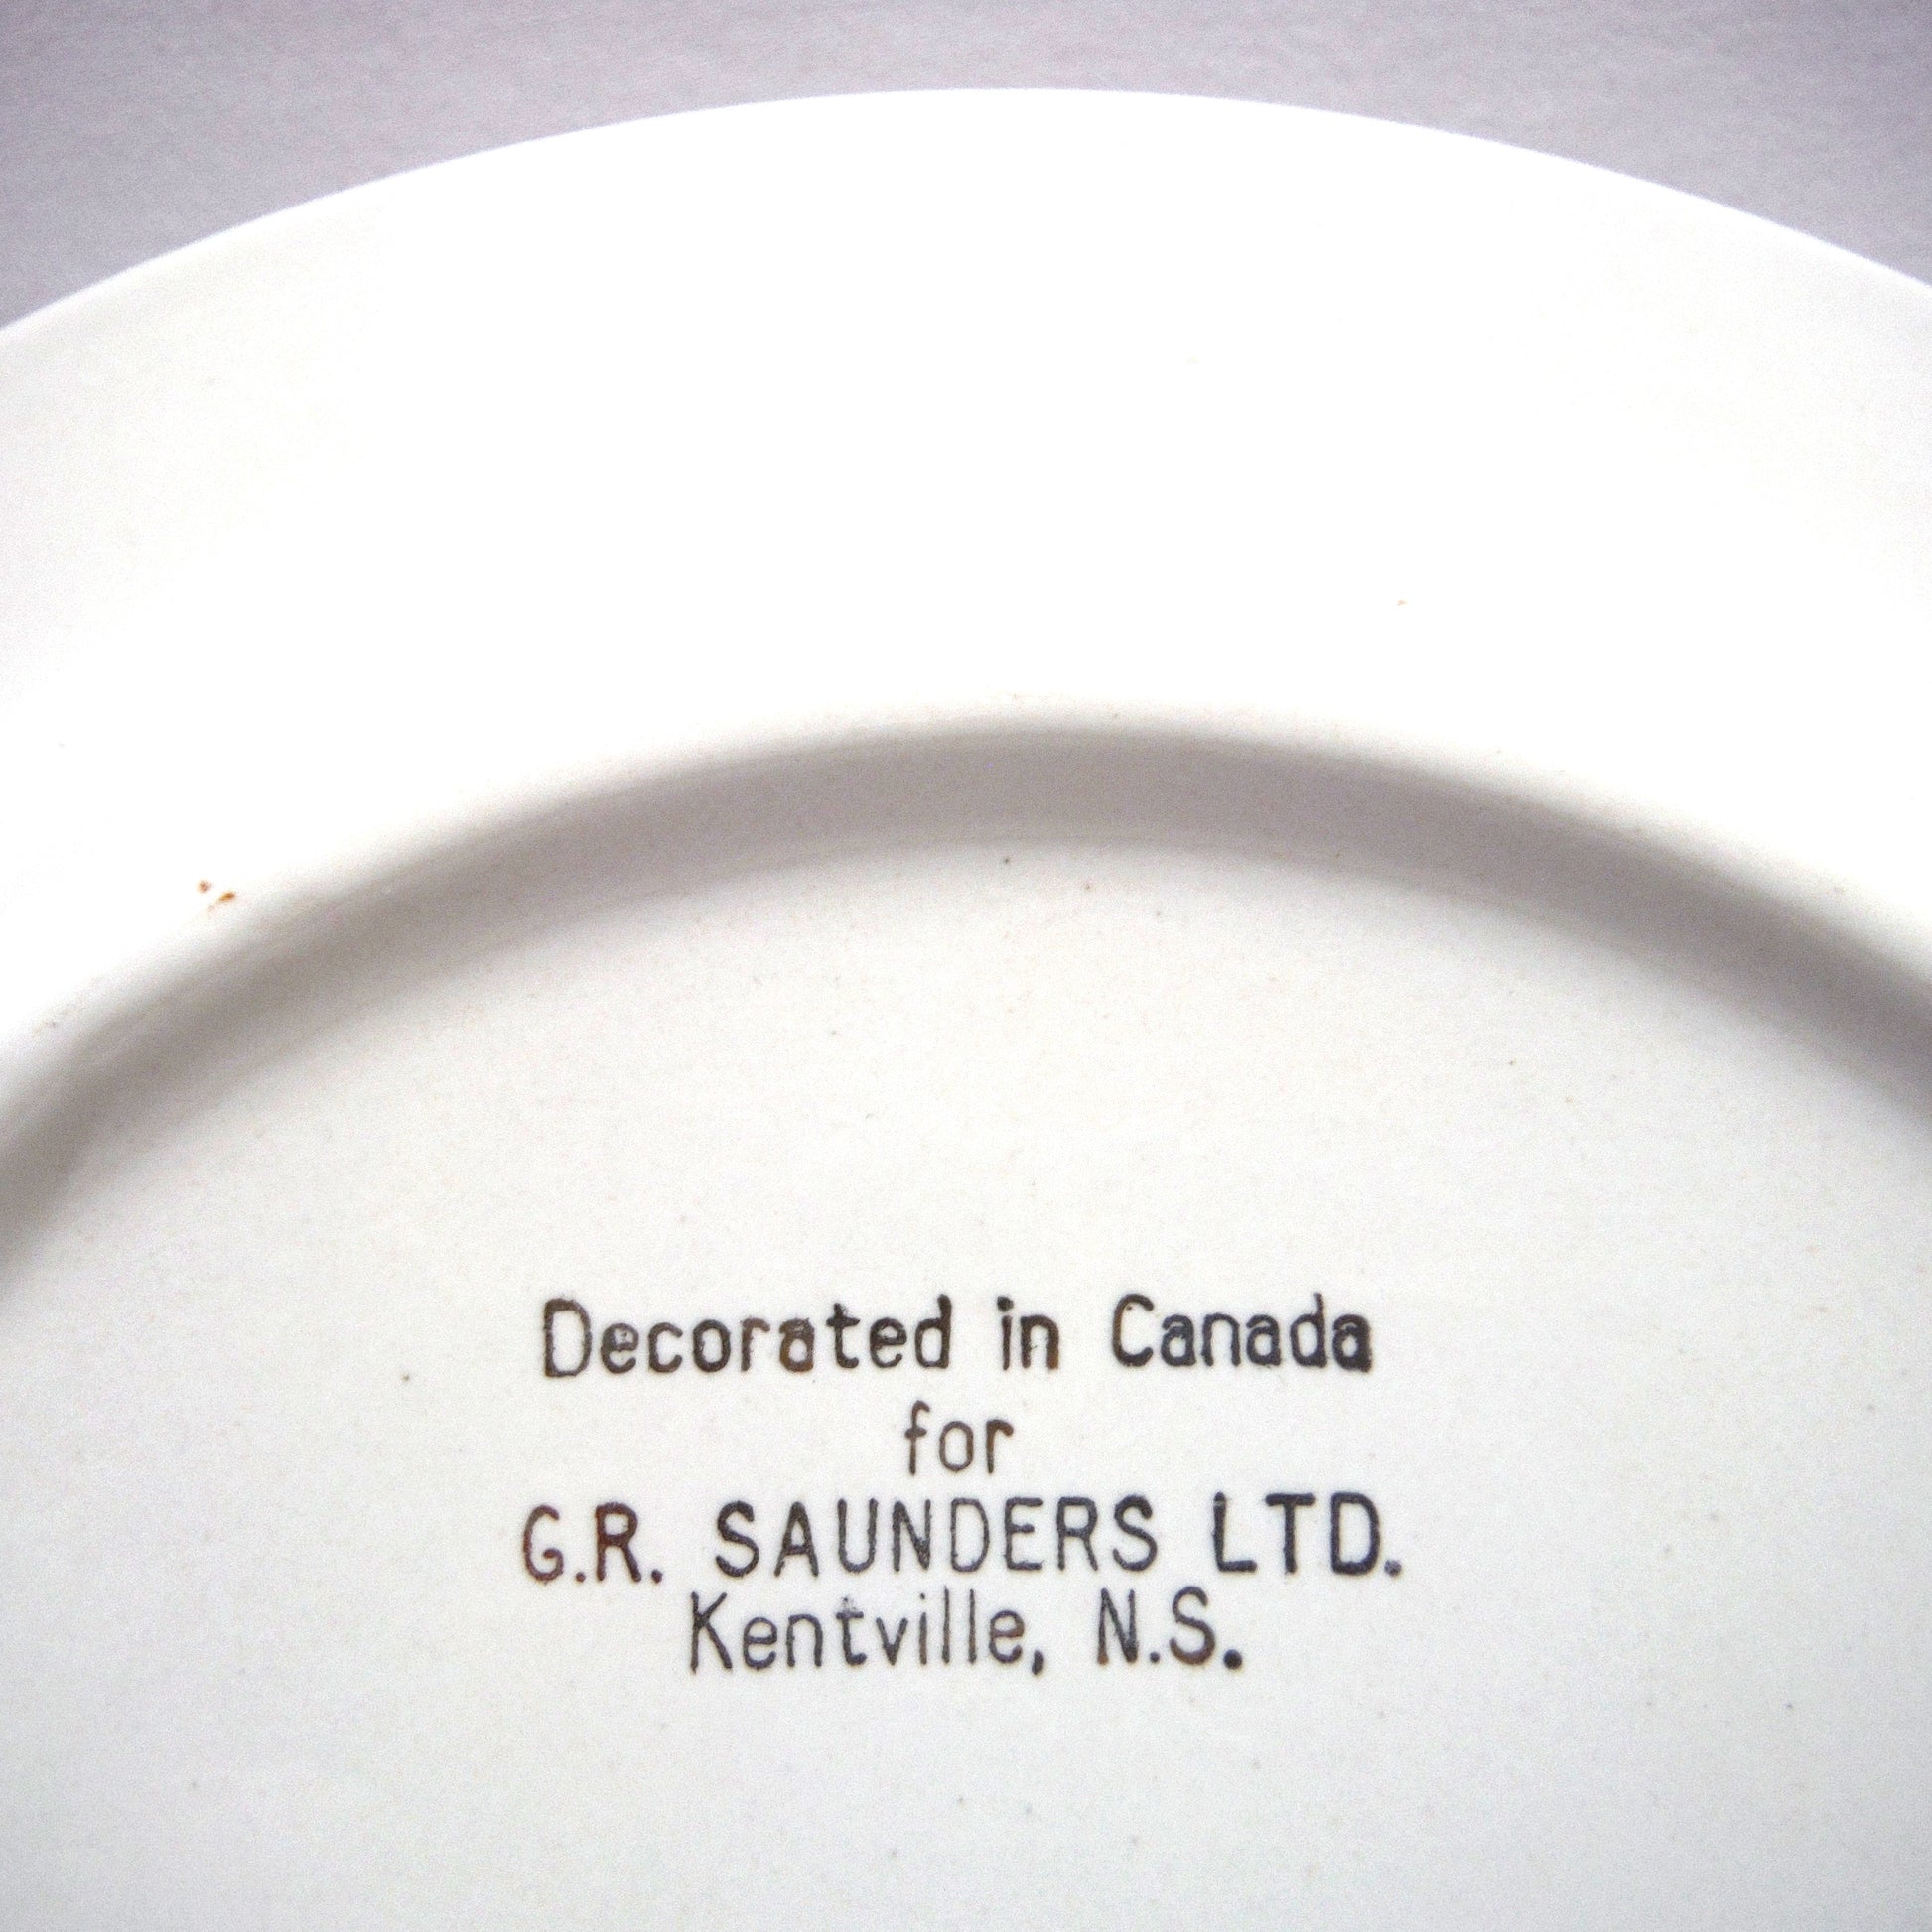 Decorated in Canada
for
G.R. SAUNDERS LTD.
Kentville, N.S.